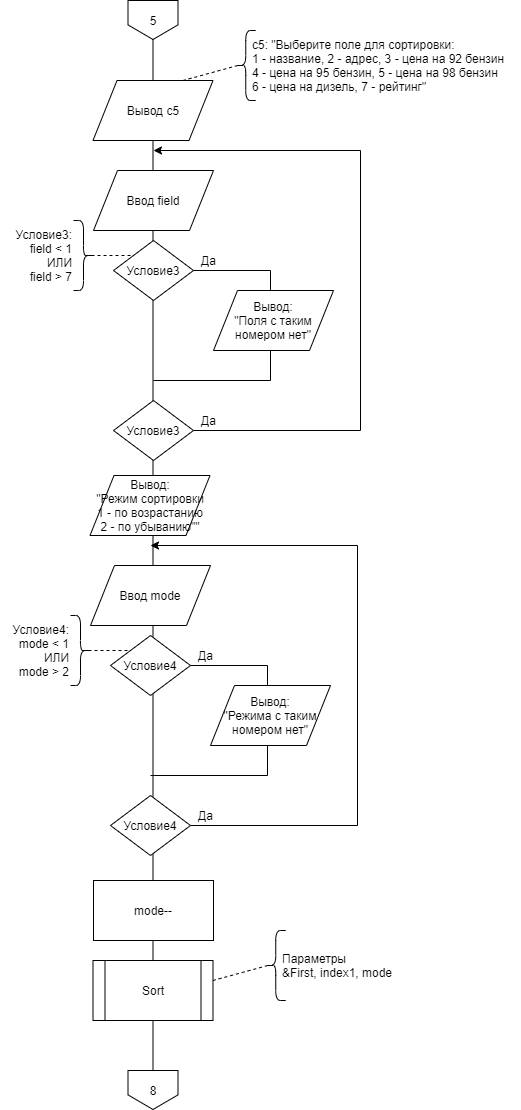 5
c5: "Выберите поле для сортировки:
1 - название, 2 - адрес, 3 - цена на 92 бензин
4 - цена на 95 бензин, 5 - цена на 98 бензин
6 - цена на дизель, 7 - рейтинг"
Вывод c5
Ввод field
Условие3:
field < 1
ИЛИ
field > 7
Условие3
Да
Вывод:
"Поля с таким
номером нет"
Условие3
Да
Вывод:
"Режим сортировки
1 - по возрастанию
2 - по убыванию""
Ввод mode
Условие4:
mode < 1
ИЛИ
mode > 2
Условие4
Да
Вывод:
"Режима с таким
номером нет"
Условие4
Да
mode--
Sort
Параметры
&First, index1, mode
8